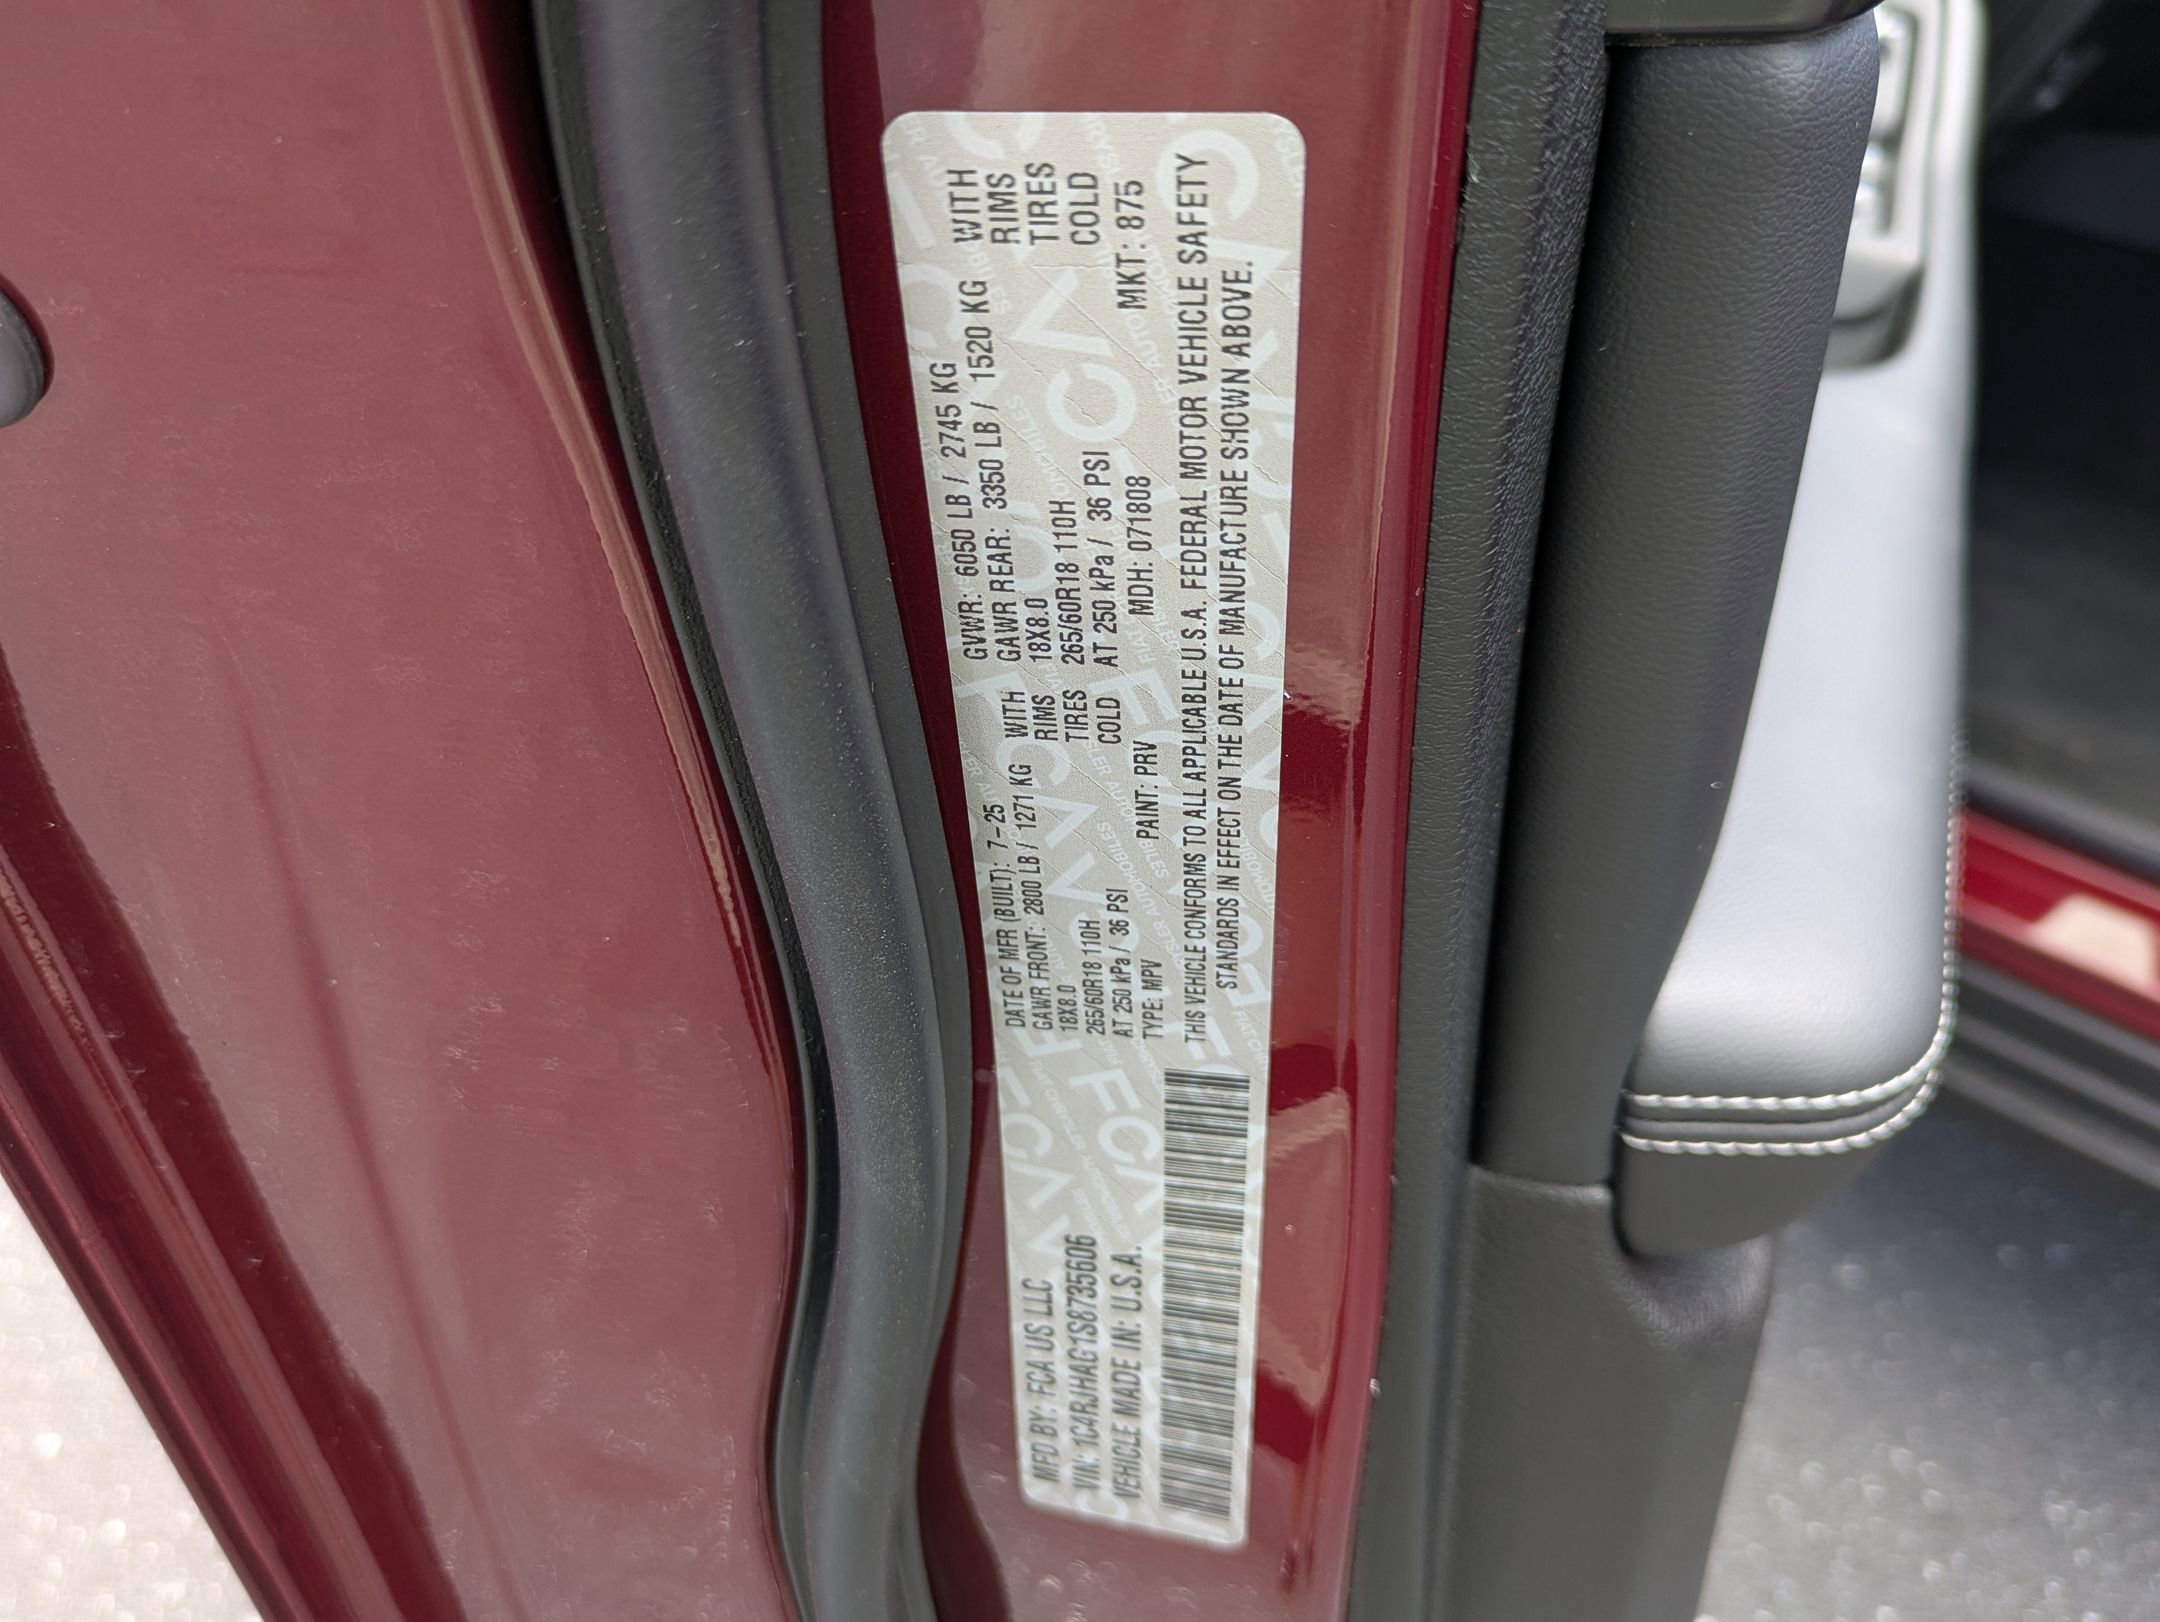 MFD BY: FCA US LLC
DATE OF MFR (BUILT): 7-25
GVWR: 6050 LB / 2745 KG
VIN: 1C4RJHAG1S8735606
GAWR FRONT: 2800 LB / 1271 KG WITH
GAWR REAR: 3350 LB / 1520 KG WITH
18X8.0 RIMS
18X8.0 RIMS
265/60R18 110H TIRES
265/60R18 110H TIRES
AT 250 kPa / 36 PSI COLD
AT 250 kPa / 36 PSI COLD
VEHICLE MADE IN: U.S.A.
TYPE: MPV PAINT: PRV MDH: 071808 MKT: 875
THIS VEHICLE CONFORMS TO ALL APPLICABLE U.S.A. FEDERAL MOTOR VEHICLE SAFETY
STANDARDS IN EFFECT ON THE DATE OF MANUFACTURE SHOWN ABOVE.